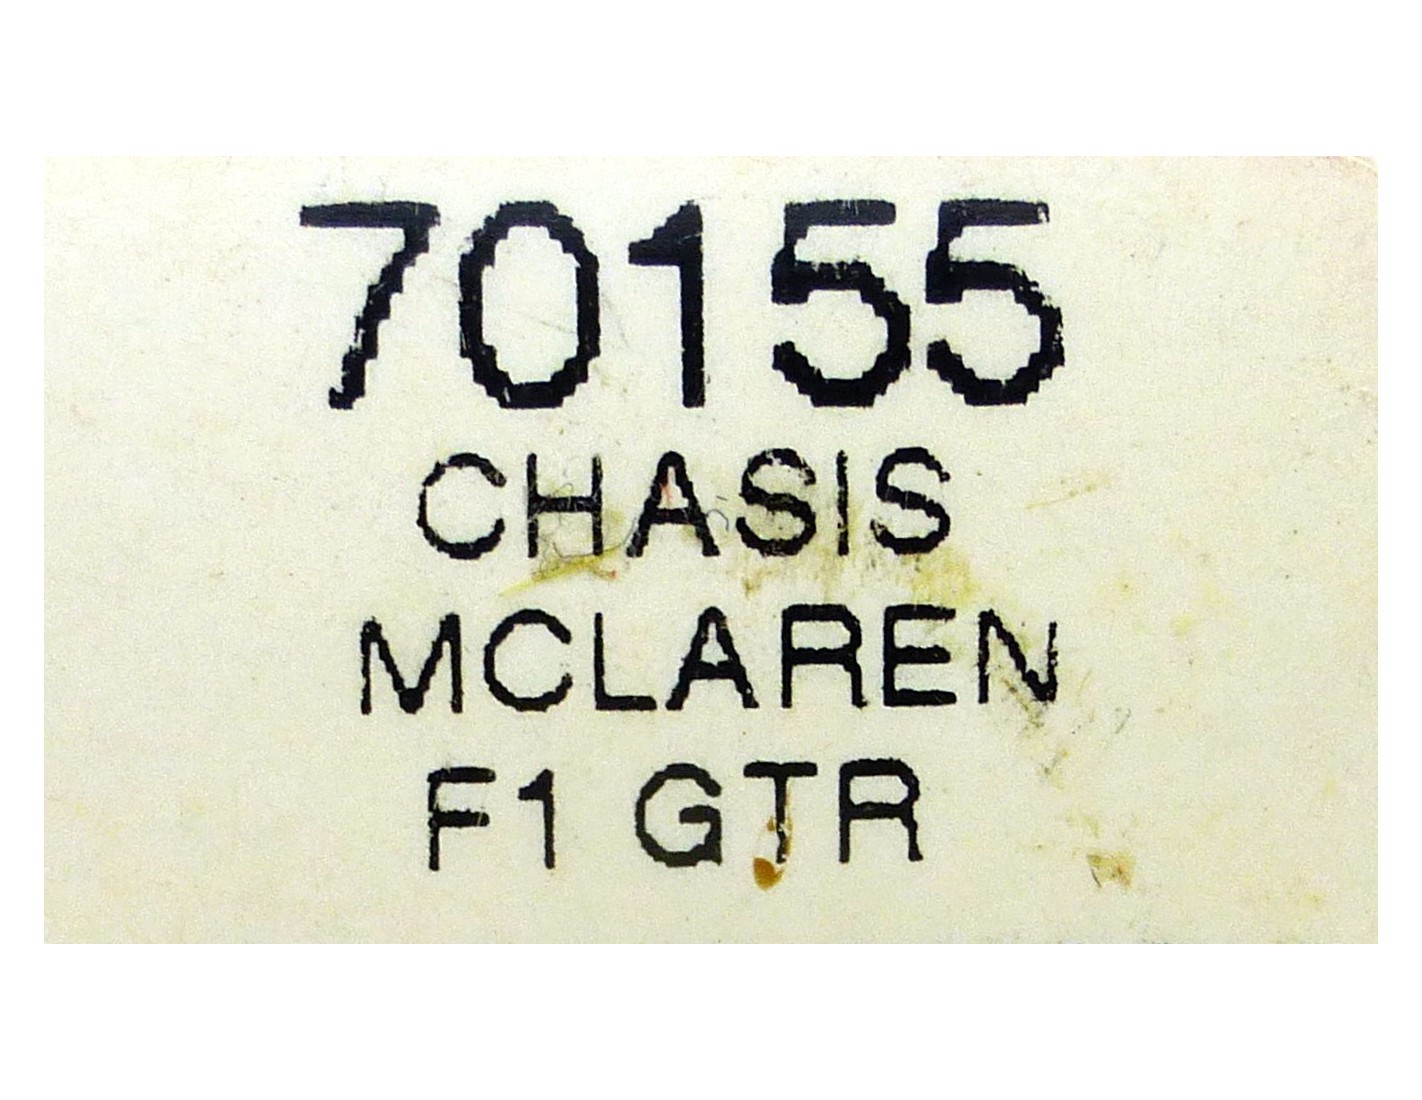 70155
CHASIS
MCLAREN
F1 GTR